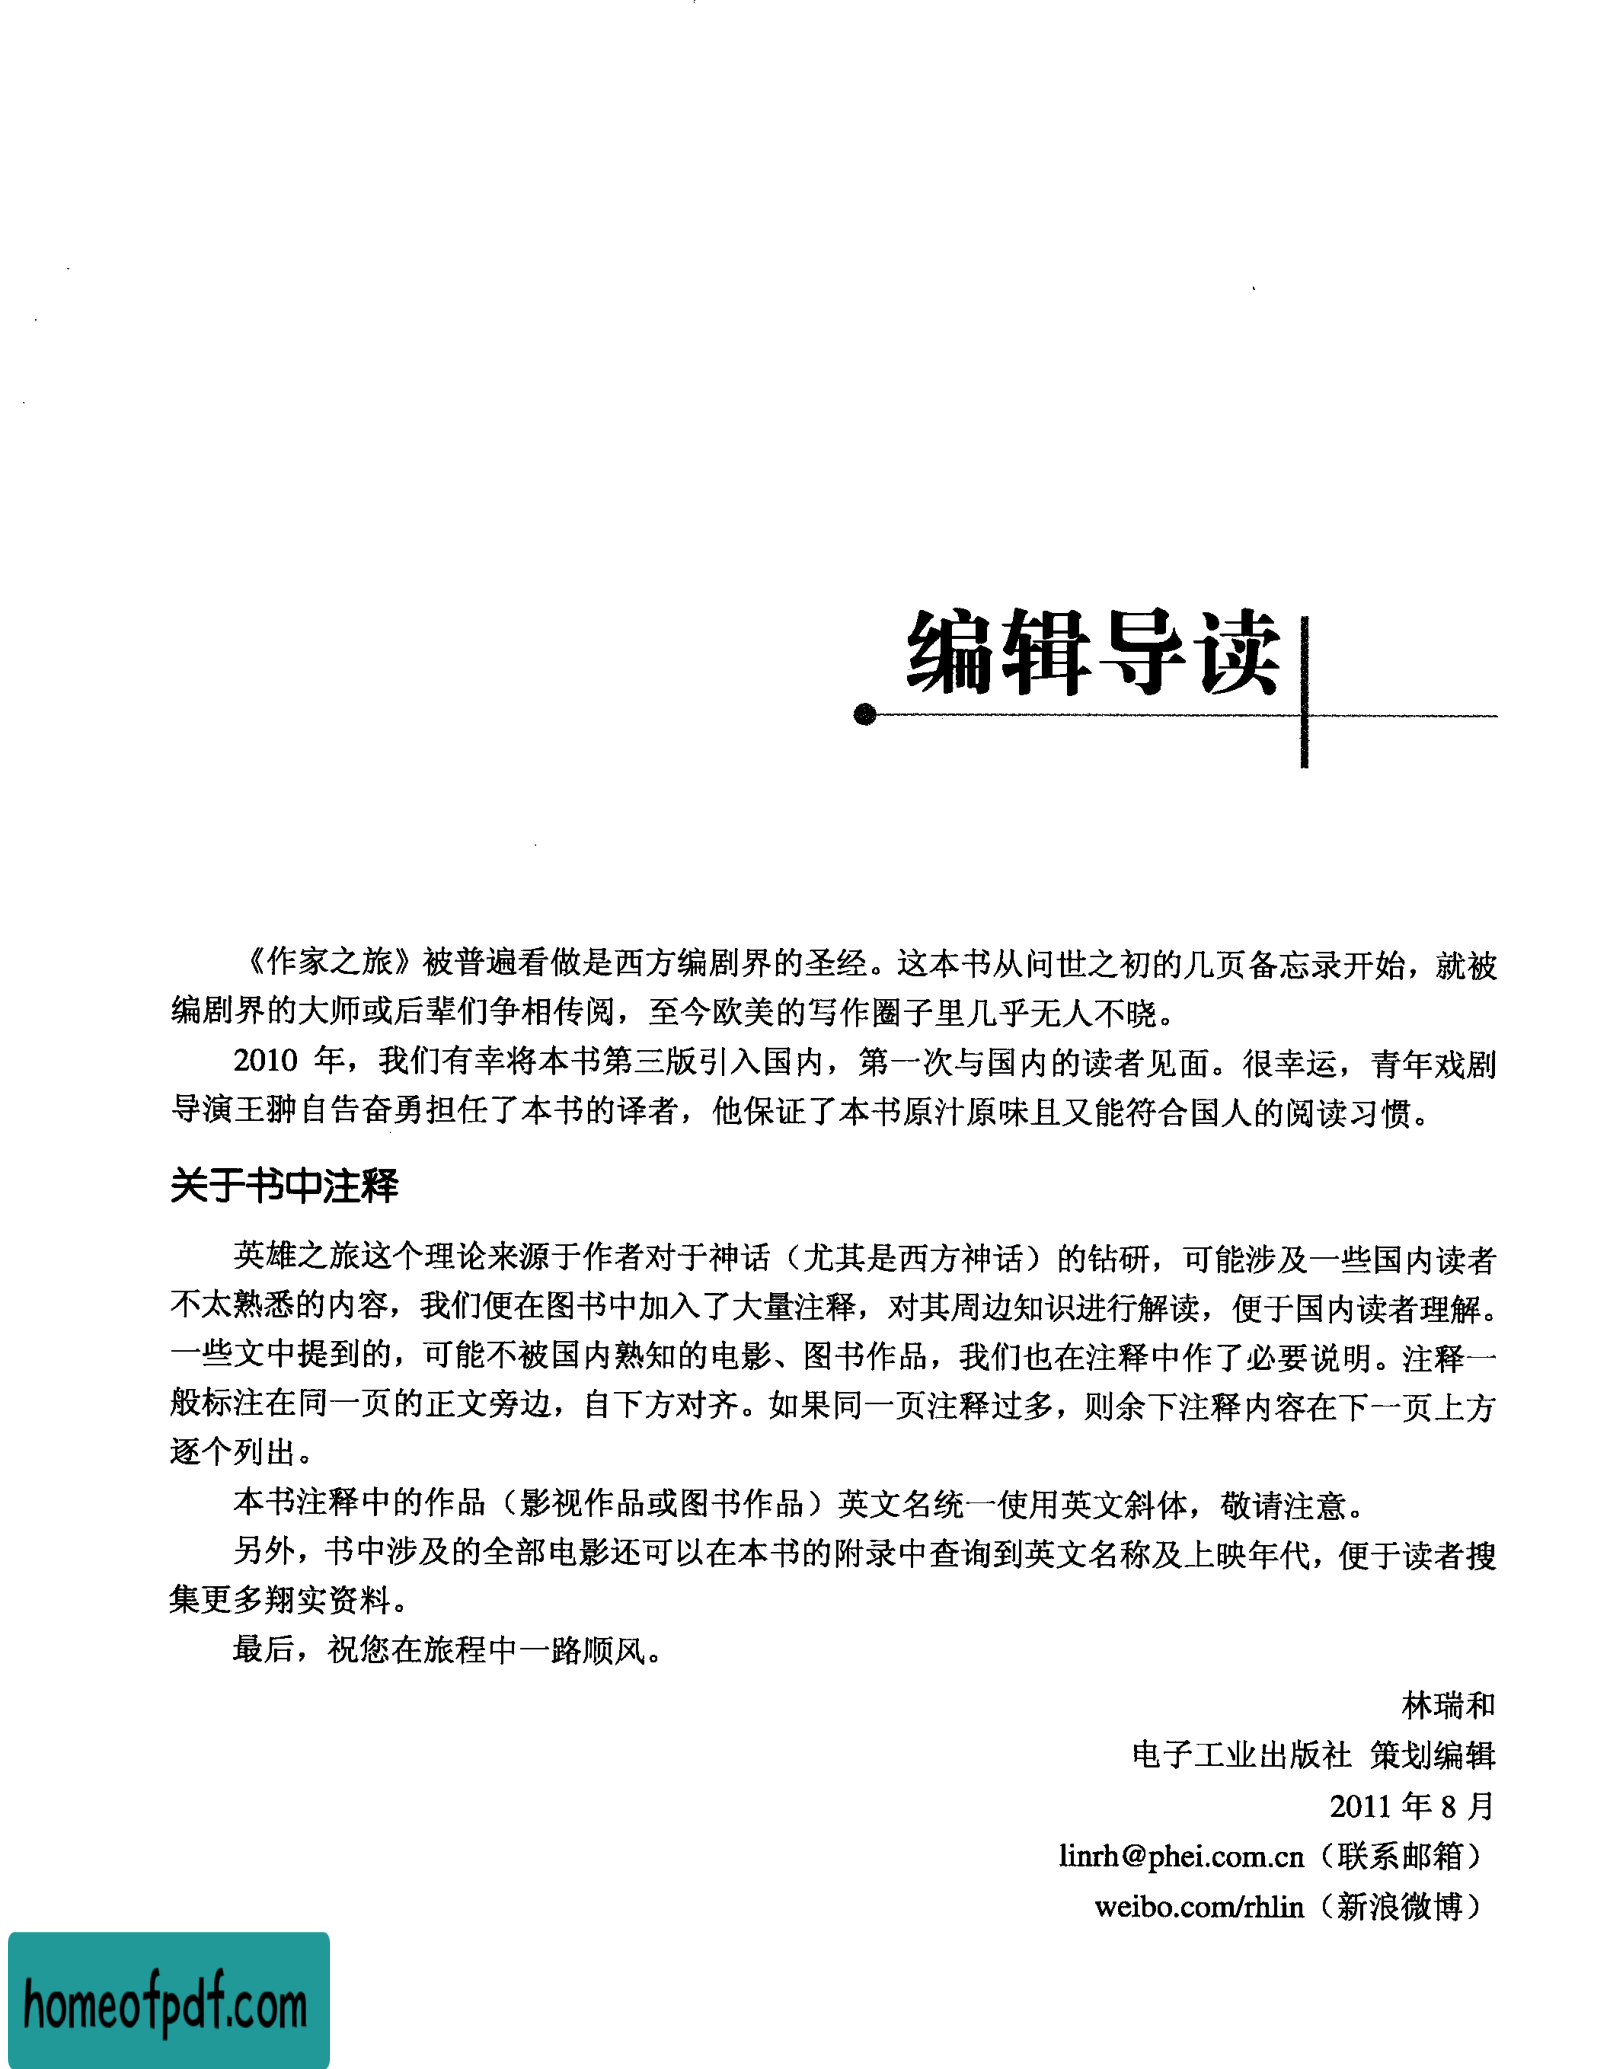 编辑导读
《作家之旅》被普遍看做是西方编剧界的圣经。这本书从问世之初的几页备忘录开始，就被
编剧界的大师或后辈们争相传阅，至今欧美的写作圈子里几乎无人不晓。
2010 年，我们有幸将本书第三版引入国内，第一次与国内的读者见面。很幸运，青年戏剧
导演王翀自告奋勇担任了本书的译者，他保证了本书原汁原味且又能符合国人的阅读习惯。
关于书中注释
英雄之旅这个理论来源于作者对于神话（尤其是西方神话）的钻研，可能涉及一些国内读者
不太熟悉的内容，我们便在图书中加入了大量注释，对其周边知识进行解读，便于国内读者理解。
一些文中提到的，可能不被国内熟知的电影、图书作品，我们也在注释中作了必要说明。注释一
般标注在同一页的正文旁边，自下方对齐。如果同一页注释过多，则余下注释内容在下一页上方
逐个列出。
本书注释中的作品（影视作品或图书作品）英文名统一使用英文斜体，敬请注意。
另外，书中涉及的全部电影还可以在本书的附录中查询到英文名称及上映年代，便于读者搜
集更多翔实资料。
最后，祝您在旅程中一路顺风。
林瑞和
电子工业出版社 策划编辑
2011 年 8 月
linrh@phei.com.cn（联系邮箱）
weibo.com/rhlin（新浪微博）
homeofpdf.com